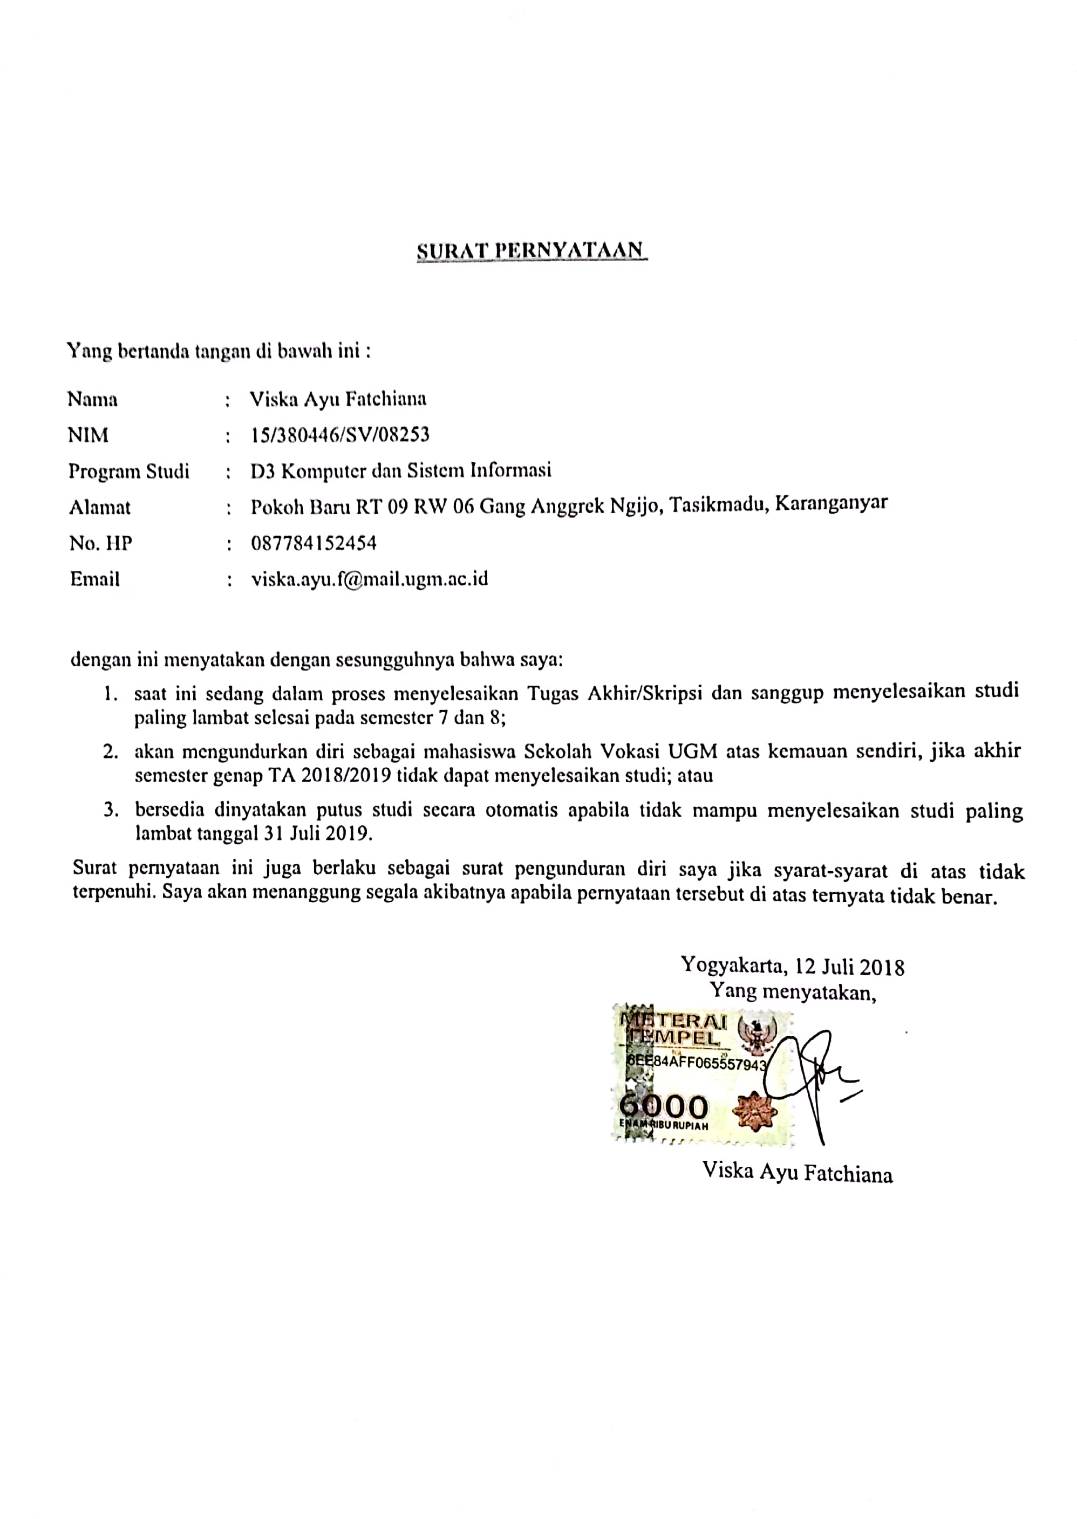 SURAT PERNYATAAN
Yang bertanda tangan di bawah ini :
Nama : Viska Ayu Fatchiana
NIM : 15/380446/SV/08253
Program Studi : D3 Komputer dan Sistem Informasi
Alamat : Pokoh Baru RT 09 RW 06 Gang Anggrek Ngijo, Tasikmadu, Karanganyar
No. HP : 087784152454
Email : viska.ayu.f@mail.ugm.ac.id
dengan ini menyatakan dengan sesungguhnya bahwa saya:
1. saat ini sedang dalam proses menyelesaikan Tugas Akhir/Skripsi dan sanggup menyelesaikan studi
paling lambat selesai pada semester 7 dan 8;
2. akan mengundurkan diri sebagai mahasiswa Sekolah Vokasi UGM atas kemauan sendiri, jika akhir
semester genap TA 2018/2019 tidak dapat menyelesaikan studi; atau
3. bersedia dinyatakan putus studi secara otomatis apabila tidak mampu menyelesaikan studi paling
lambat tanggal 31 Juli 2019.
Surat pernyataan ini juga berlaku sebagai surat pengunduran diri saya jika syarat-syarat di atas tidak
terpenuhi. Saya akan menanggung segala akibatnya apabila pernyataan tersebut di atas ternyata tidak benar.
Yogyakarta, 12 Juli 2018
Yang menyatakan,
METERAI
TEMPEL
6EE84AFF065557943
6000
ENAM RIBU RUPIAH
Viska Ayu Fatchiana